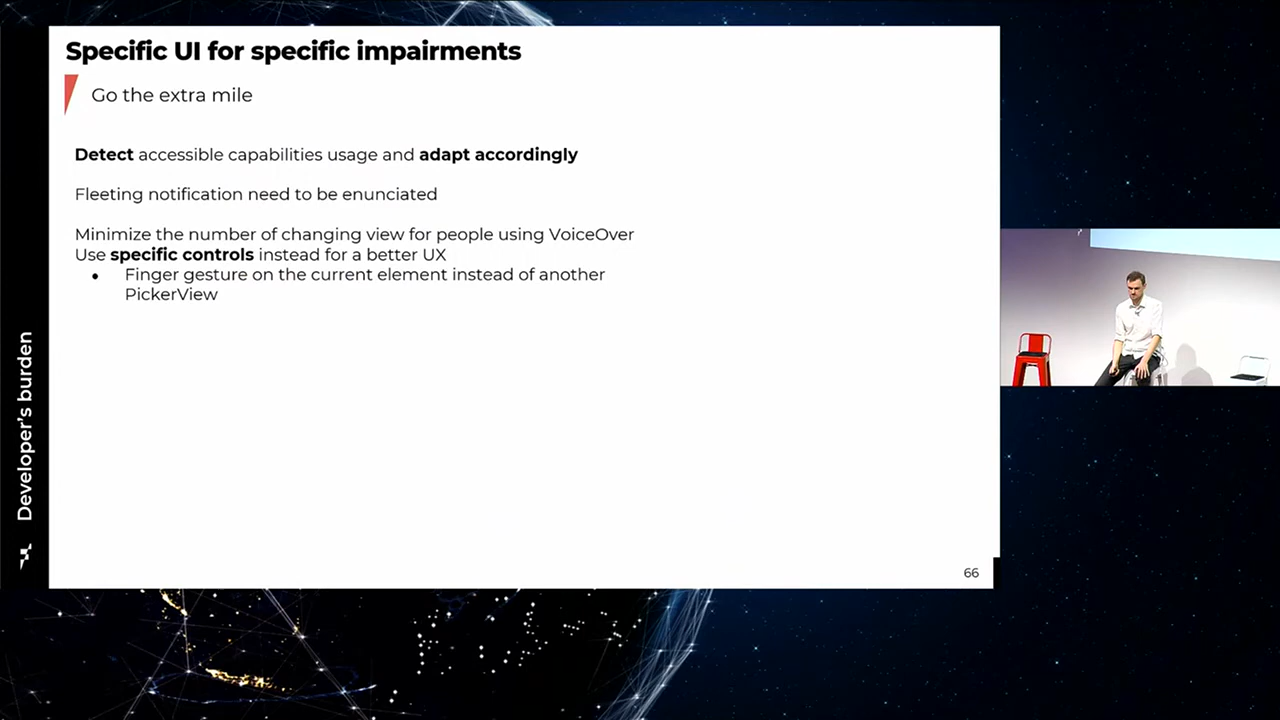 Specific UI for specific impairments
Go the extra mile
Detect accessible capabilities usage and adapt accordingly
Fleeting notification need to be enunciated
Minimize the number of changing view for people using VoiceOver
Use specific controls instead for a better UX
● Finger gesture on the current element instead of another
PickerView
Developer's burden
66